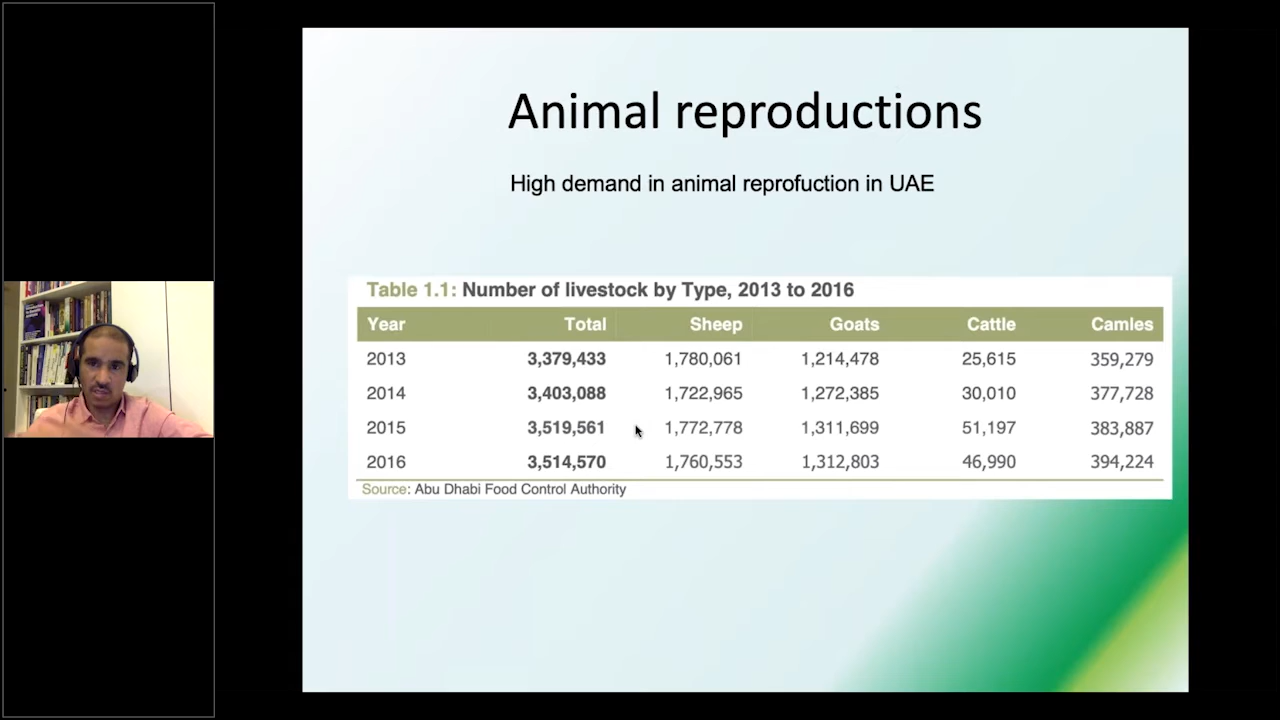 Animal reproductions
High demand in animal reprofuction in UAE
Table 1.1: Number of livestock by Type, 2013 to 2016
Year Total Sheep Goats Cattle Camles
2013 3,379,433 1,780,061 1,214,478 25,615 359,279
2014 3,403,088 1,722,965 1,272,385 30,010 377,728
2015 3,519,561 1,772,778 1,311,699 51,197 383,887
2016 3,514,570 1,760,553 1,312,803 46,990 394,224
Source: Abu Dhabi Food Control Authority